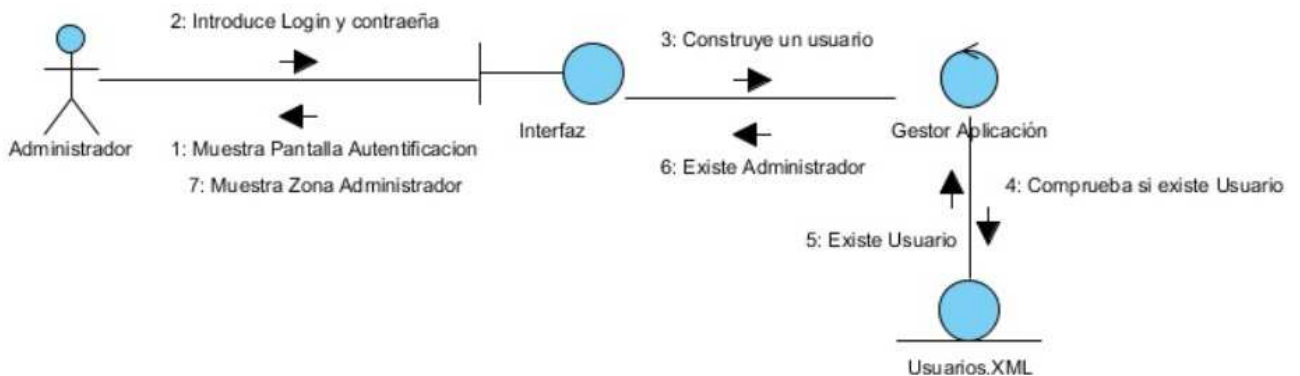 2: Introduce Login y contraeña
3: Construye un usuario
Administrador
Interfaz
Gestor Aplicación
1: Muestra Pantalla Autentificacion
7: Muestra Zona Administrador
6: Existe Administrador
4: Comprueba si existe Usuario
5: Existe Usuario
Usuarios.XML